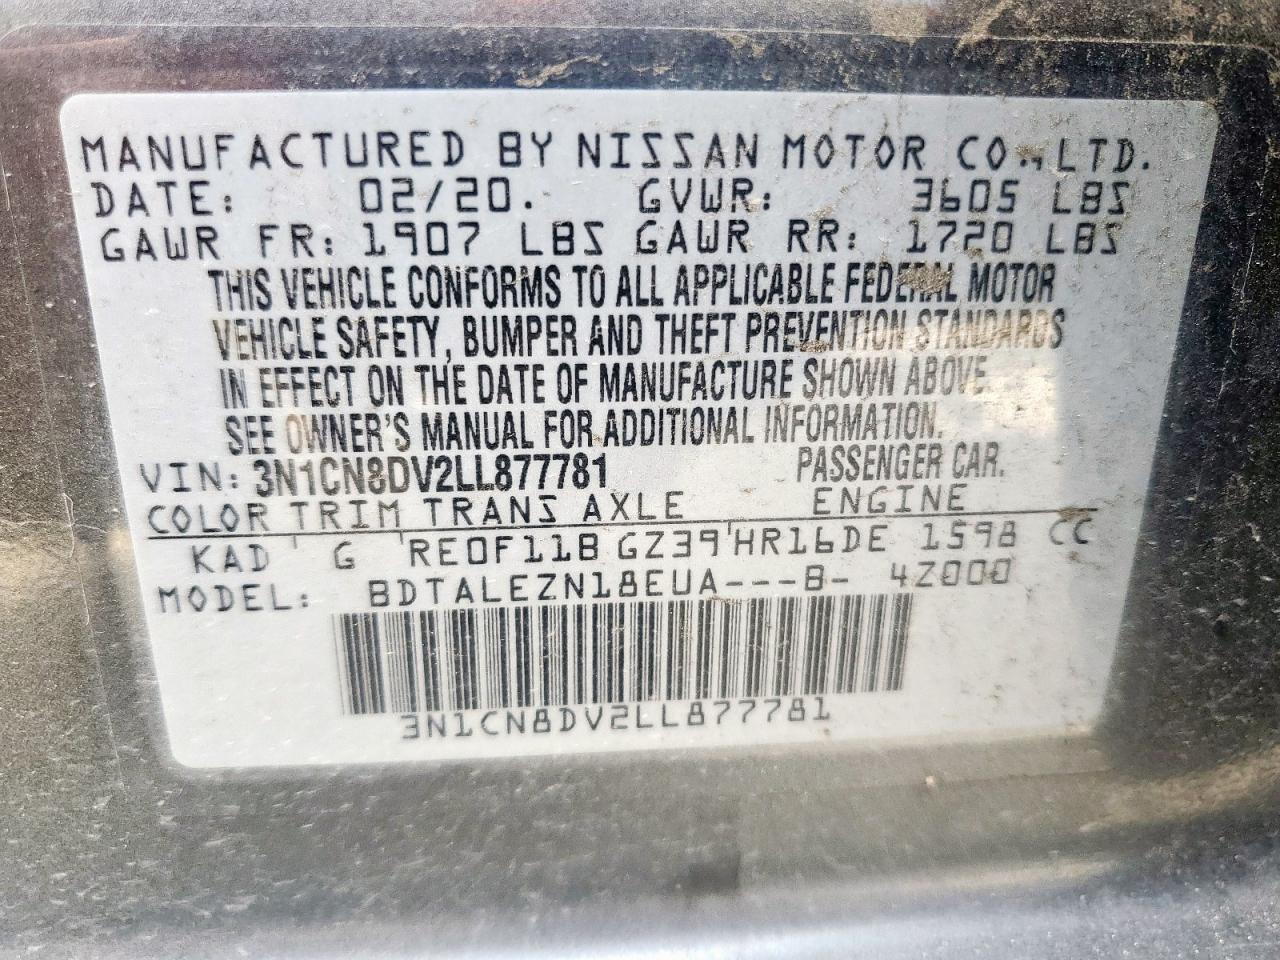 MANUFACTURED BY NISSAN MOTOR CO., LTD.
DATE: 02/20. GVWR: 3605 LBS
GAWR FR: 1907 LBS GAWR RR: 1720 LBS
THIS VEHICLE CONFORMS TO ALL APPLICABLE FEDERAL MOTOR
VEHICLE SAFETY, BUMPER AND THEFT PREVENTION STANDARDS
IN EFFECT ON THE DATE OF MANUFACTURE SHOWN ABOVE
SEE OWNER'S MANUAL FOR ADDITIONAL INFORMATION.
VIN: 3N1CN8DV2LL877781 PASSENGER CAR.
COLOR TRIM TRANS AXLE ENGINE
KAD G RE0F11B GZ39 HR16DE 1598 CC
MODEL: BDTALEZN18EUA---B- 4Z000
3N1CN8DV2LL877781